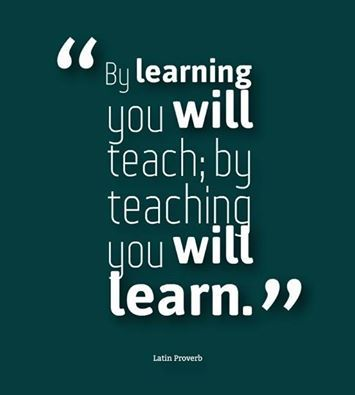 “ By learning
you will
teach; by
teaching
you will
learn. ”
Latin Proverb